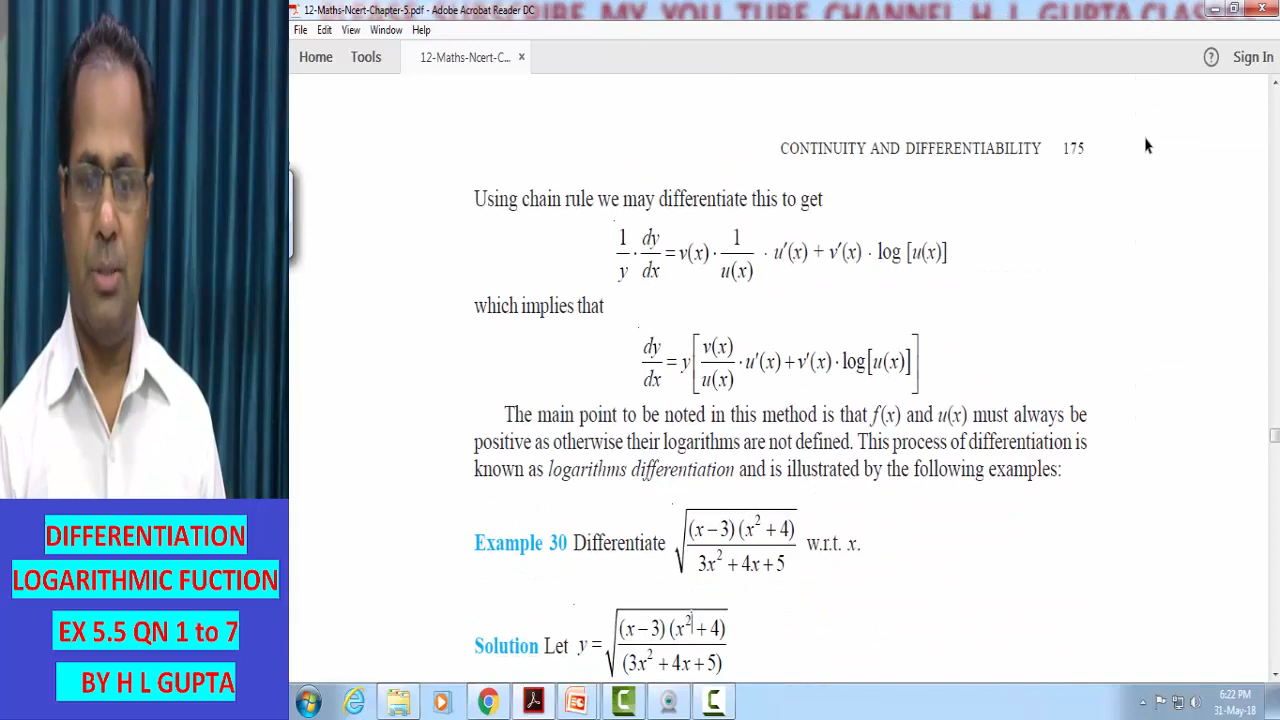 SUBSCRIBE MY YOUTUBE CHANNEL
12-Maths-Ncert-Chapter-5.pdf - Adobe Acrobat Reader DC
File Edit View Window Help
Home Tools 12-Maths-Ncert-C... × Sign In
CONTINUITY AND DIFFERENTIABILITY 175
Using chain rule we may differentiate this to get
1/y · dy/dx = v(x) · 1/u(x) · u′(x) + v′(x) · log [u(x)]
which implies that
dy/dx = y[v(x)/u(x) · u′(x) + v′(x) · log[u(x)]]
The main point to be noted in this method is that f(x) and u(x) must always be
positive as otherwise their logarithms are not defined. This process of differentiation is
known as logarithms differentiation and is illustrated by the following examples:
Example 30 Differentiate √((x – 3) (x² + 4) / 3x² + 4x + 5) w.r.t. x.
Solution Let y = √((x – 3) (x² + 4) / (3x² + 4x + 5))
DIFFERENTIATION
LOGARITHMIC FUCTION
EX 5.5 QN 1 to 7
BY H L GUPTA
6:22 PM
31-May-18